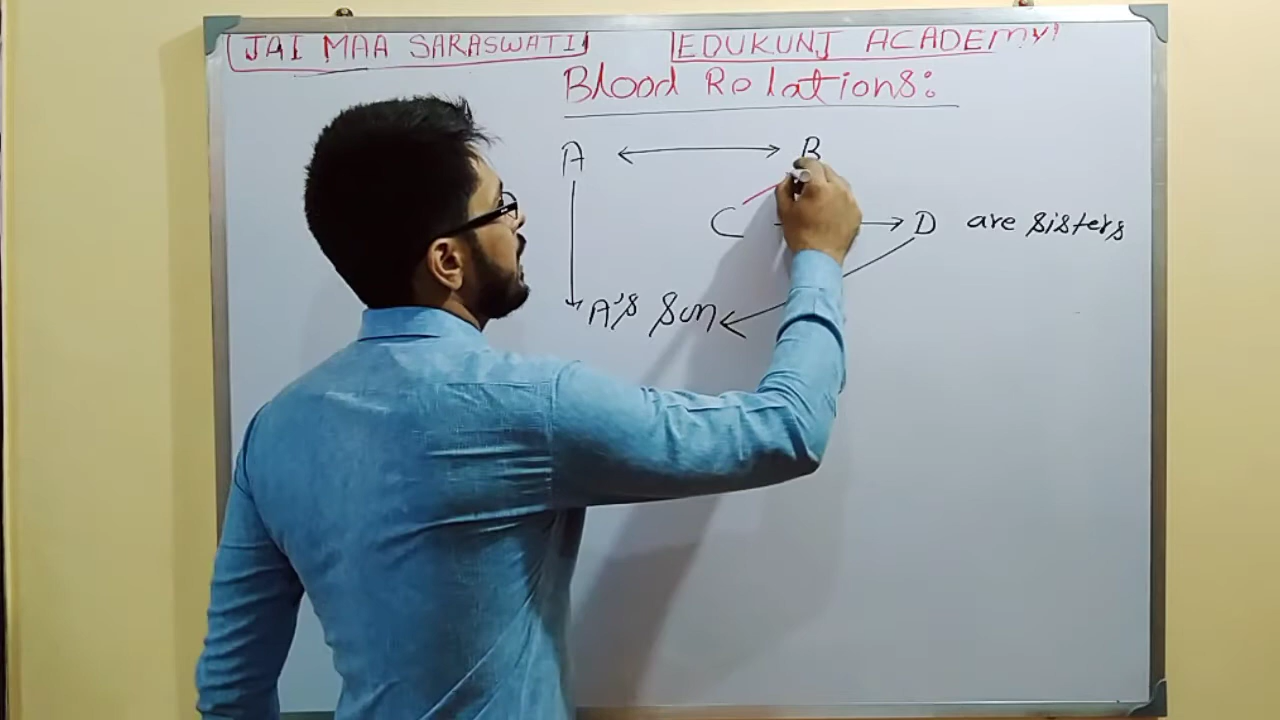 JAI MAA SARASWATI EDUKUNJ ACADEMY
Blood Relations:
A B
C D are sisters
A's Son